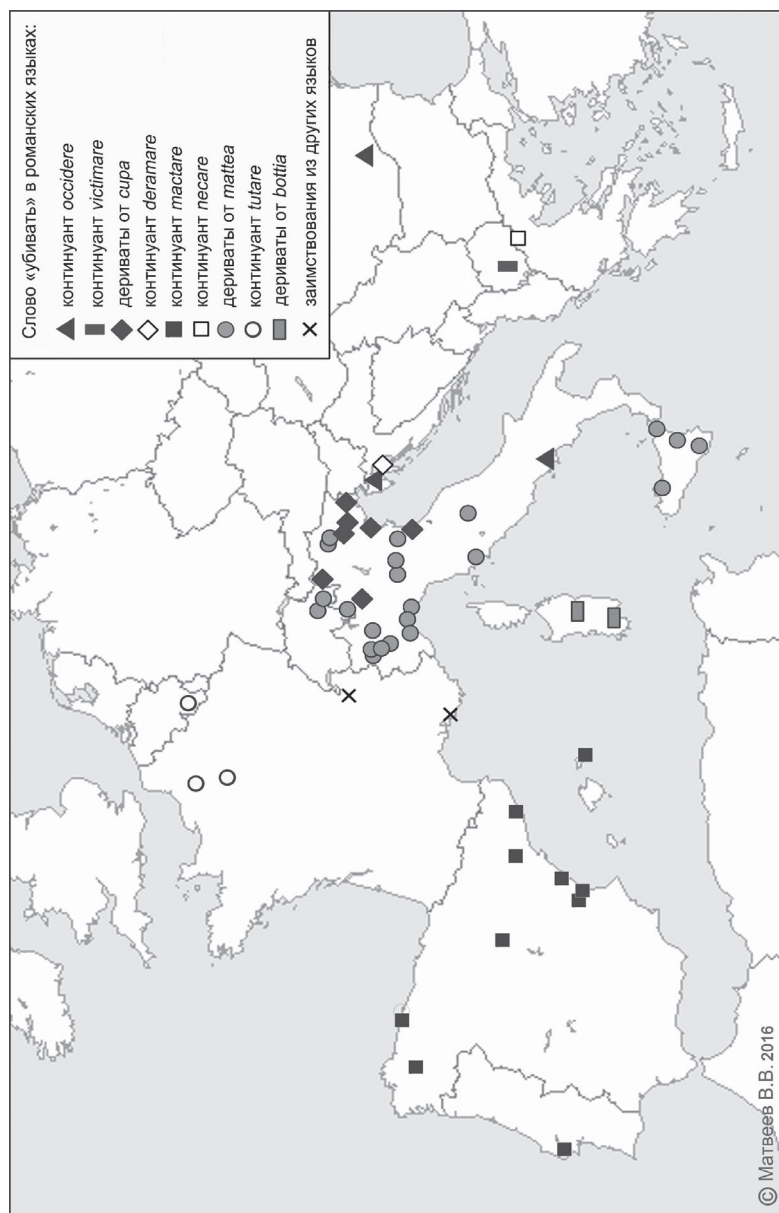 Слово «убивать» в романских языках:
континуант occidere
континуант victimare
дериваты от cupa
континуант deramare
континуант mactare
континуант necare
дериваты от mattea
континуант tutare
дериваты от bottia
заимствования из других языков
© Матвеев В.В. 2016